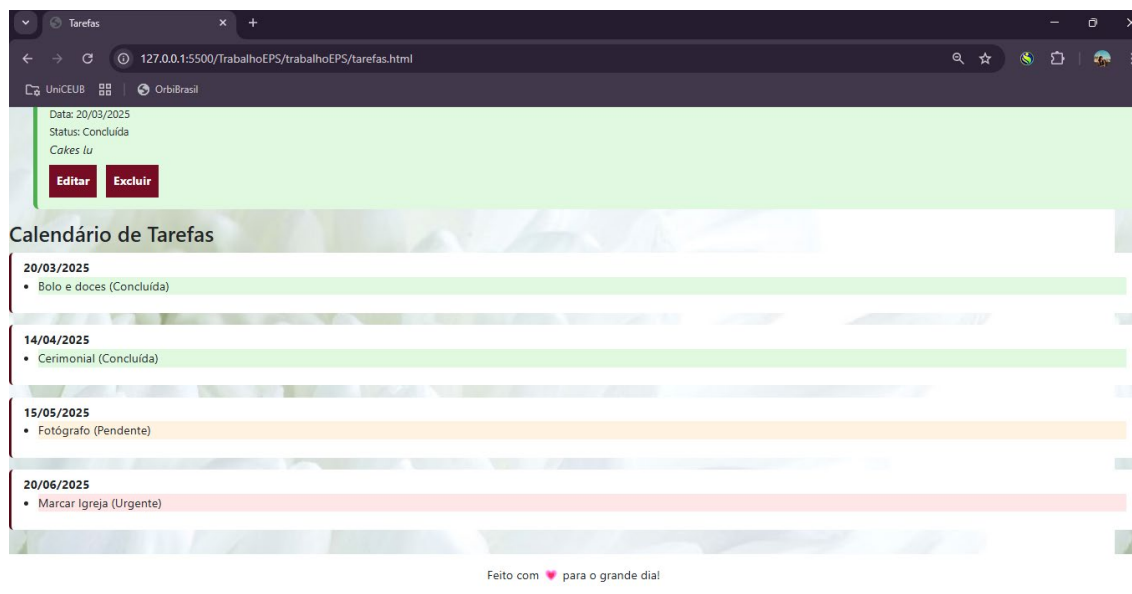 Tarefas
127.0.0.1:5500/TrabalhoEPS/trabalhoEPS/tarefas.html
UniCEUB OrbiBrasil
Data: 20/03/2025
Status: Concluída
Cakes lu
Editar Excluir
Calendário de Tarefas
20/03/2025
• Bolo e doces (Concluída)
14/04/2025
• Cerimonial (Concluída)
15/05/2025
• Fotógrafo (Pendente)
20/06/2025
• Marcar Igreja (Urgente)
Feito com 💗 para o grande dia!